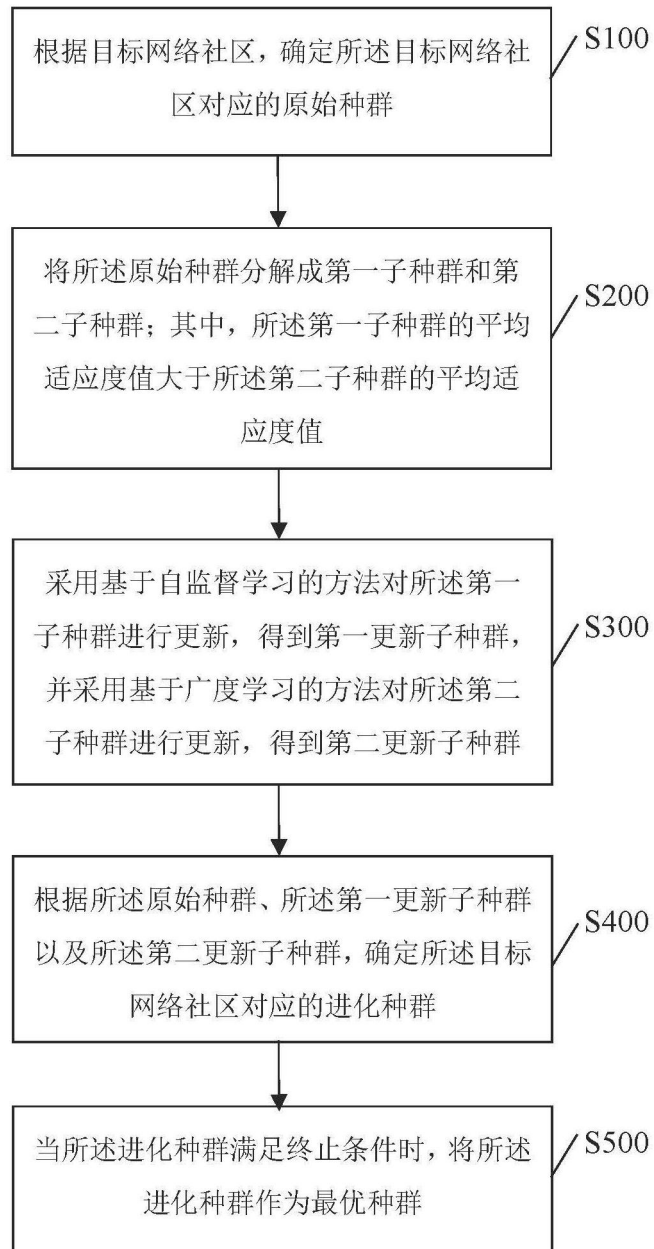 根据目标网络社区，确定所述目标网络社
区对应的原始种群
S100
将所述原始种群分解成第一子种群和第
二子种群；其中，所述第一子种群的平均
适应度值大于所述第二子种群的平均适
应度值
S200
采用基于自监督学习的方法对所述第一
子种群进行更新，得到第一更新子种群，
并采用基于广度学习的方法对所述第二
子种群进行更新，得到第二更新子种群
S300
根据所述原始种群、所述第一更新子种群
以及所述第二更新子种群，确定所述目标
网络社区对应的进化种群
S400
当所述进化种群满足终止条件时，将所述
进化种群作为最优种群
S500